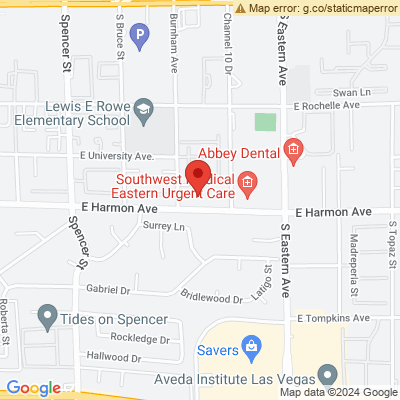 Map error: g.co/staticmaperror
Spencer St
S Bruce St
Burnham Ave
Channel 10 Dr
S Eastern Ave
P
Swan Ln
E Rochelle Ave
Lewis E Rowe
Elementary School
E University Ave.
Abbey Dental
Southwest Medical
Eastern Urgent Care
E Harmon Ave
E Harmon Ave
Spencer St
Surrey Ln
S Eastern Ave
Madreperla St
S Topaz St
Latigo St
Gabriel Dr
Bridlewood Dr
Roberta St
Tides on Spencer
E Tompkins Ave
Rockledge Dr
Hallwood Dr
Savers
Aveda Institute Las Vegas
Google
Map data ©2024 Google